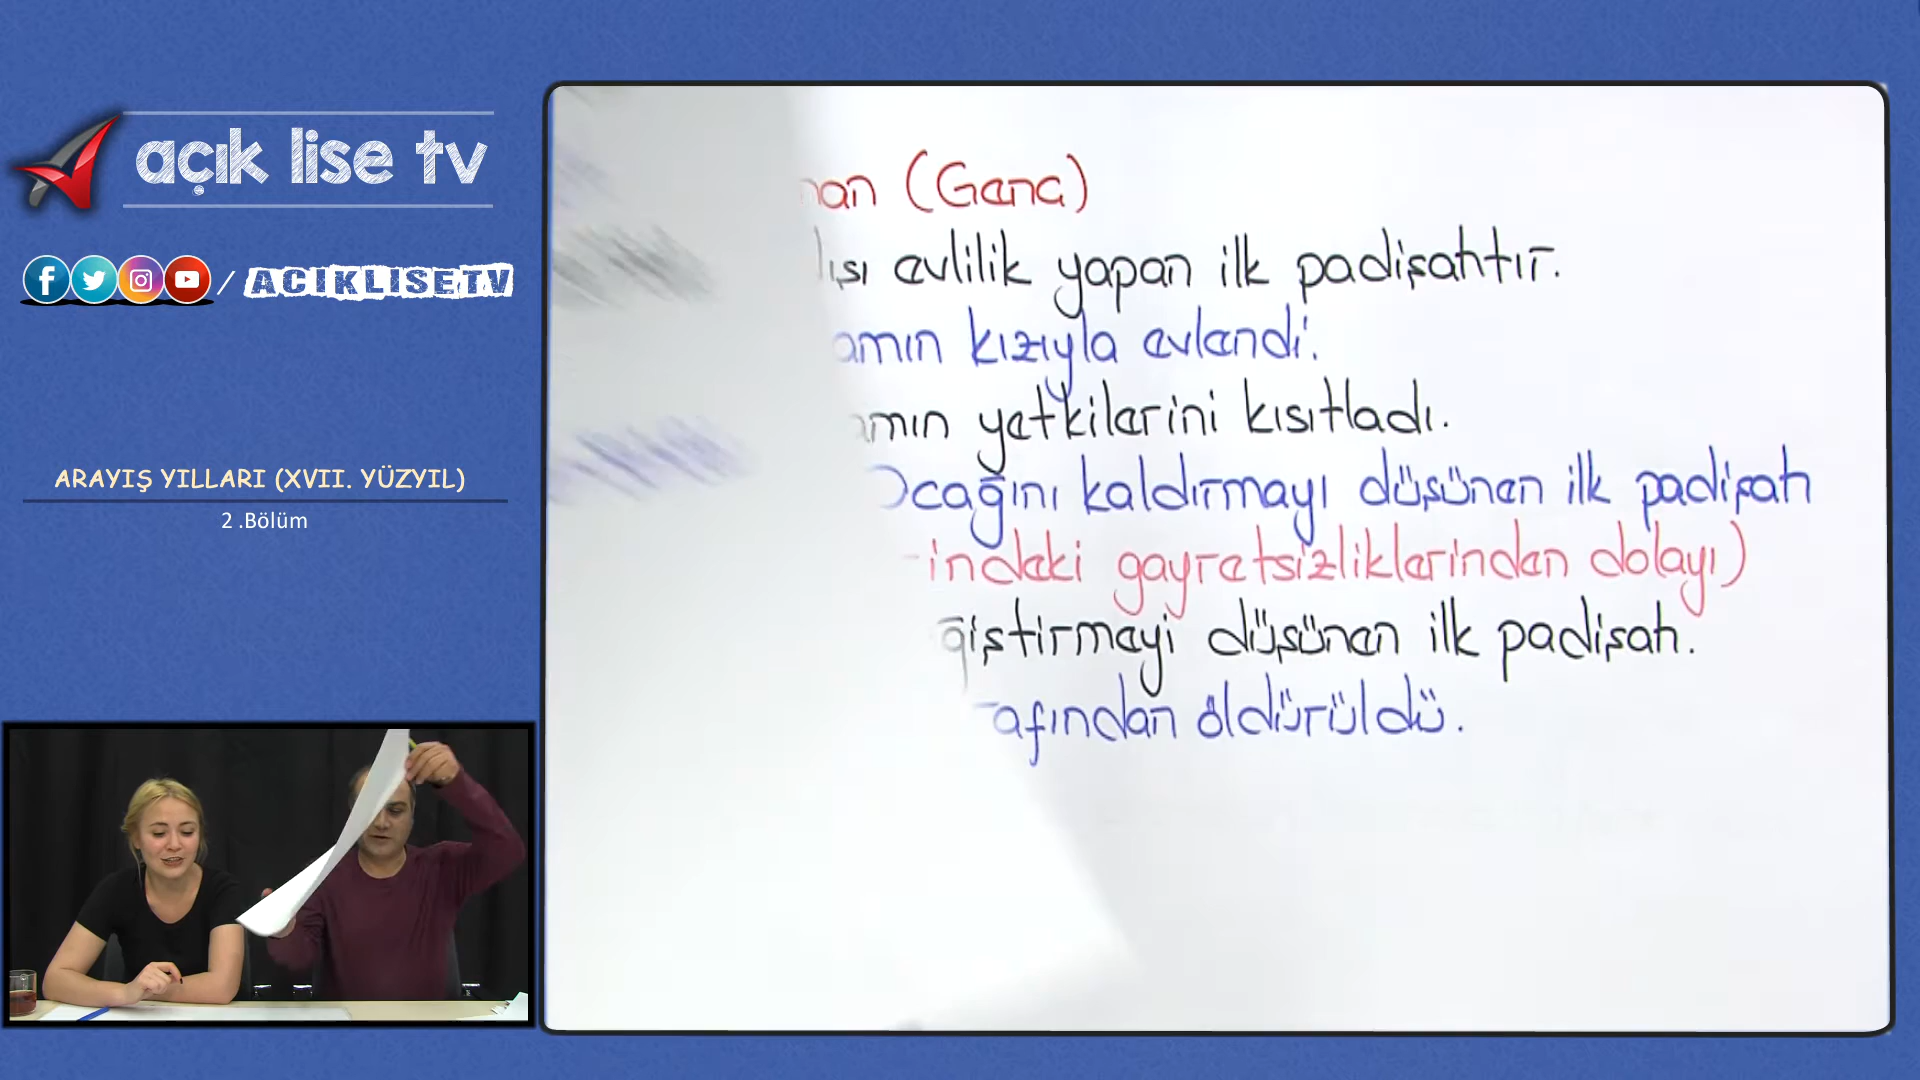 açık lise tv
/ ACIKLISETV
ARAYIŞ YILLARI (XVII. YÜZYIL)
2 .Bölüm
(Genç)
evlilik yapan ilk padişahtır.
kızıyla evlendi.
yetkilerini kısıtladı.
Ocağını kaldırmayı düşünen ilk padişah
gayretsizliklerinden dolayı)
düşünen ilk padişah.
öldürüldü.